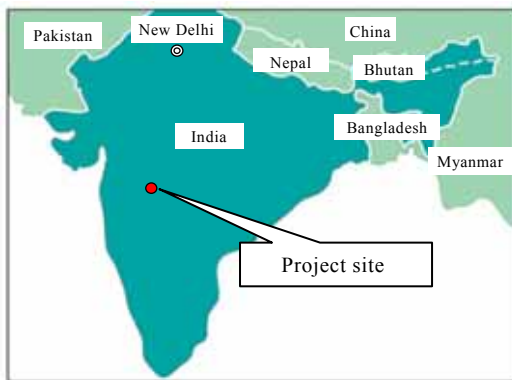 Pakistan
New Delhi
China
Nepal
Bhutan
India
Bangladesh
Myanmar
Project site